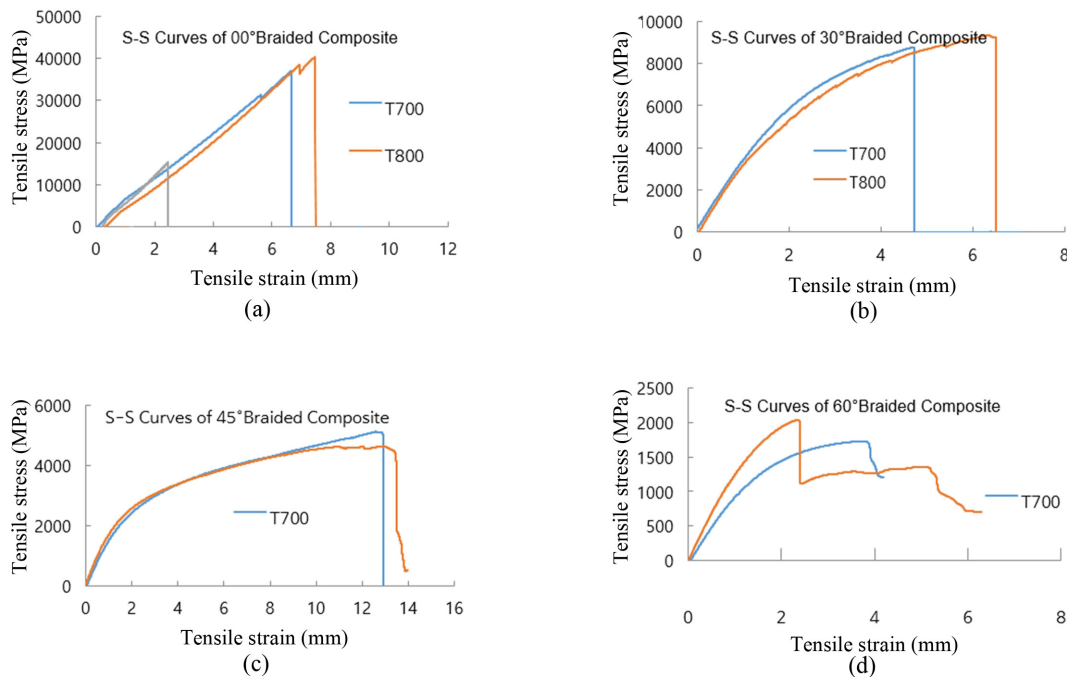 S-S Curves of 00°Braided Composite
Tensile stress (MPa)
50000
40000
30000
20000
10000
0
T700
T800
0 2 4 6 8 10 12
Tensile strain (mm)
(a)
S-S Curves of 30°Braided Composite
Tensile stress (MPa)
10000
8000
6000
4000
2000
0
T700
T800
0 2 4 6 8
Tensile strain (mm)
(b)
S-S Curves of 45°Braided Composite
Tensile stress (MPa)
6000
4000
2000
0
T700
0 2 4 6 8 10 12 14 16
Tensile strain (mm)
(c)
S-S Curves of 60°Braided Composite
Tensile stress (MPa)
2500
2000
1500
1000
500
0
T700
0 2 4 6 8
Tensile strain (mm)
(d)